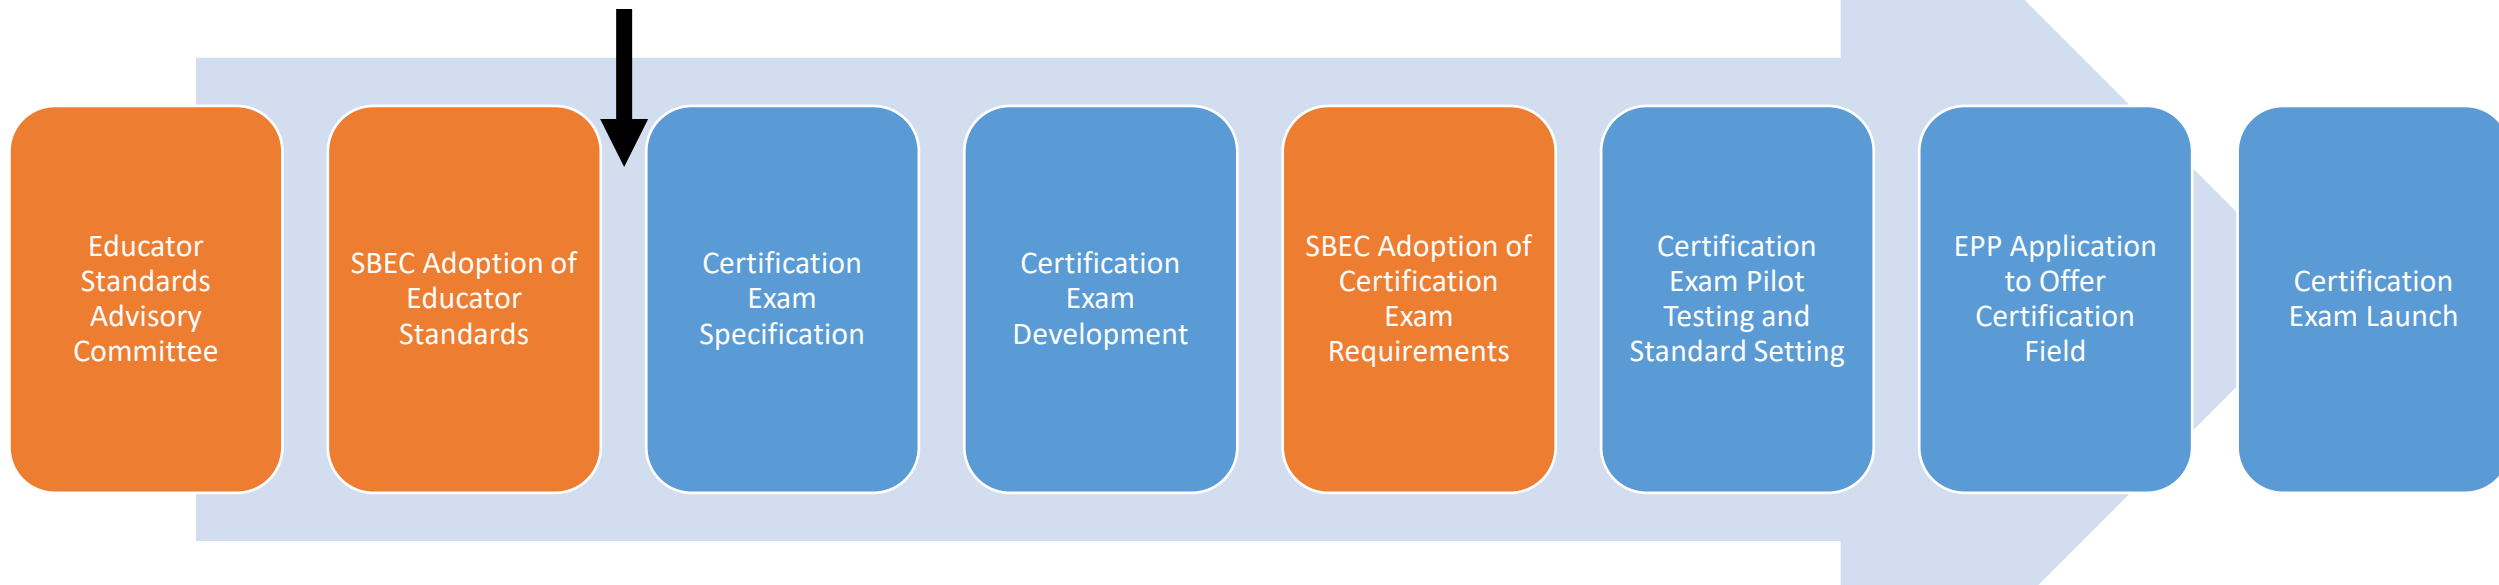 Educator
Standards
Advisory
Committee
SBEC Adoption of
Educator
Standards
Certification
Exam
Specification
Certification
Exam
Development
SBEC Adoption of
Certification
Exam
Requirements
Certification
Exam Pilot
Testing and
Standard Setting
EPP Application
to Offer
Certification
Field
Certification
Exam Launch